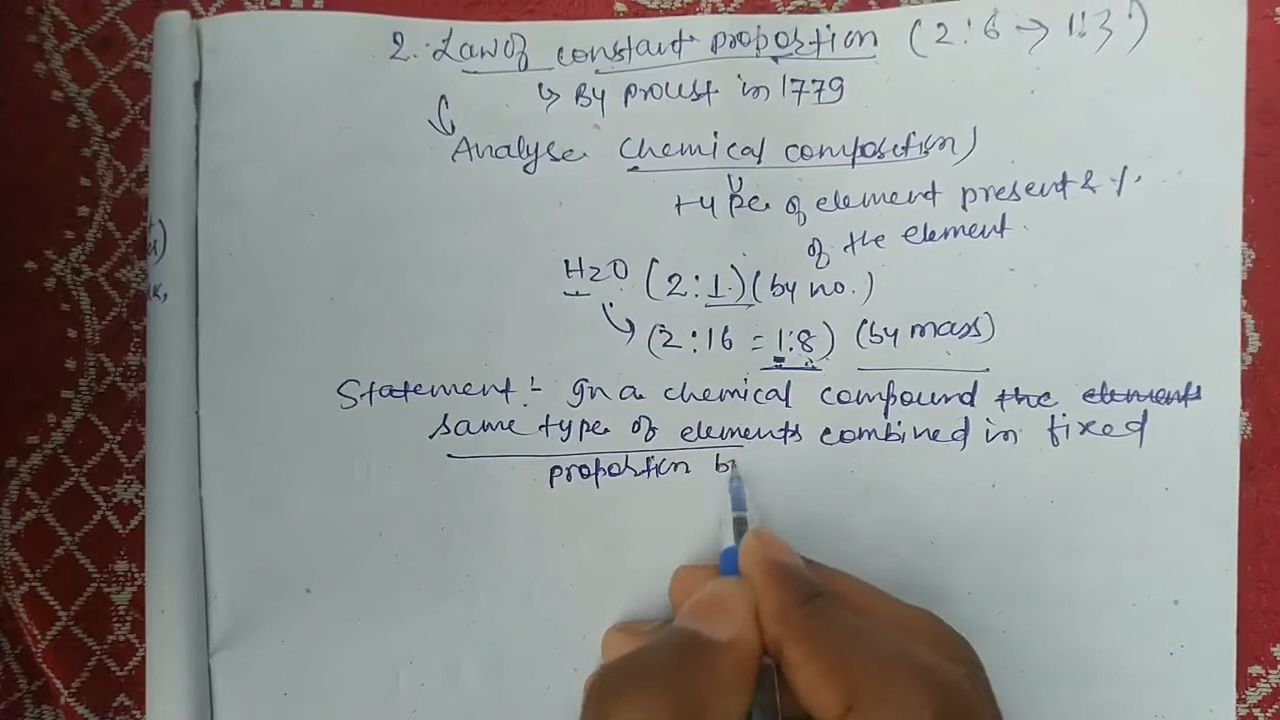 2. Law of constant proportion (2:6 → 1:3)
↳ By proust in 1779
Analyse chemical composition
type of element present & %
of the element.
H2O (2:1) (by no.)
(2:16 = 1:8) (by mass)
Statement :- In a chemical compound the elements
same type of elements combined in fixed
proportion b